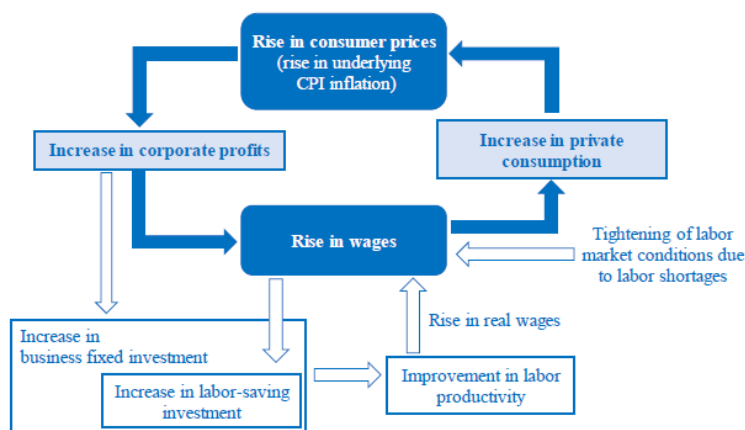 Rise in consumer prices
(rise in underlying
CPI inflation)
Increase in corporate profits
Increase in private
consumption
Rise in wages
Tightening of labor
market conditions due
to labor shortages
Increase in
business fixed investment
Rise in real wages
Increase in labor-saving
investment
Improvement in labor
productivity